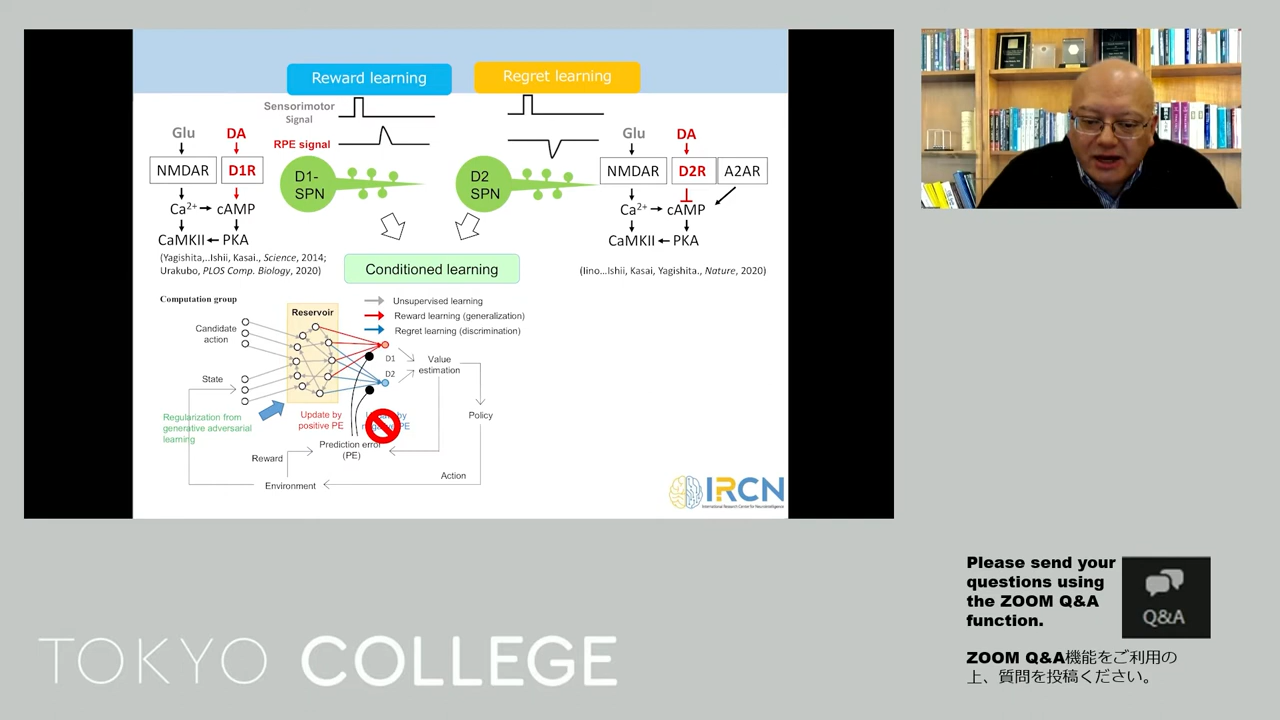 Reward learning
Regret learning
Sensorimotor
Signal
RPE signal
Glu
DA
NMDAR
D1R
Ca2+
cAMP
CaMKII
PKA
D1-
SPN
D2
SPN
Glu
DA
NMDAR
D2R
A2AR
Ca2+
cAMP
CaMKII
PKA
(Yagishita,..Ishii, Kasai., Science, 2014;
Urakubo, PLOS Comp. Biology, 2020)
Conditioned learning
(Iino...Ishii, Kasai, Yagishita., Nature, 2020)
Computation group
Reservoir
Unsupervised learning
Reward learning (generalization)
Regret learning (discrimination)
Candidate
action
State
D1
D2
Value
estimation
Policy
Regularization from
generative adversarial
learning
Update by
positive PE
Prediction error
(PE)
Reward
Environment
Action
IRCN
International Research Center for Neurointelligence
Please send your
questions using
the ZOOM Q&A
function.
Q&A
ZOOM Q&A機能をご利用の
上、質問を投稿ください。
TOKYO COLLEGE